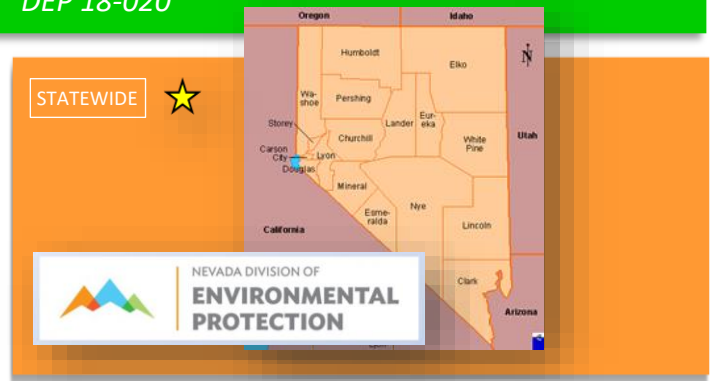 DEP 18-020
Oregon
Idaho
N
Humboldt
Elko
Wa-
shoe
Pershing
Lander
Eur-
eka
Storey
Churchill
White
Pine
Utah
Carson
City
Lyon
Douglas
Mineral
Nye
Esme-
ralda
Lincoln
California
Clark
Arizona
STATEWIDE
NEVADA DIVISION OF
ENVIRONMENTAL
PROTECTION